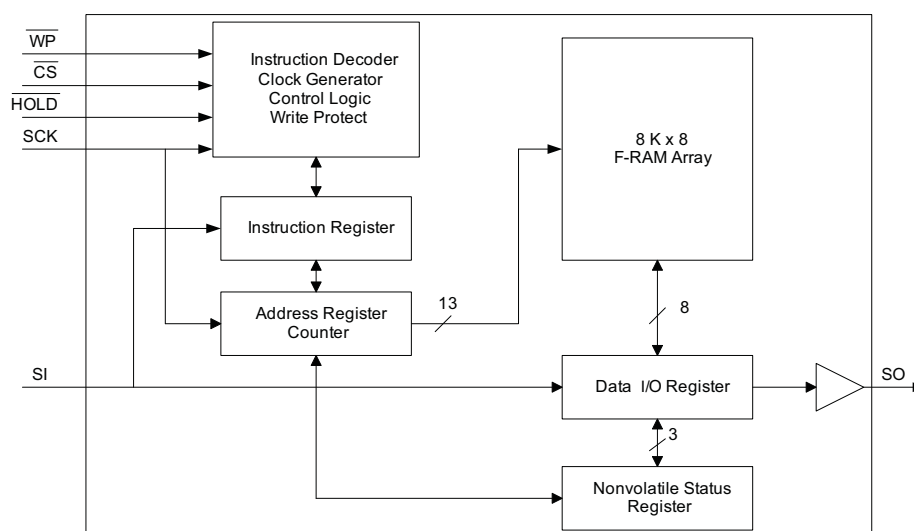 WP
CS
HOLD
SCK
Instruction Decoder
Clock Generator
Control Logic
Write Protect
8 K x 8
F-RAM Array
Instruction Register
Address Register
Counter
13
8
SI
Data I/O Register
SO
3
Nonvolatile Status
Register